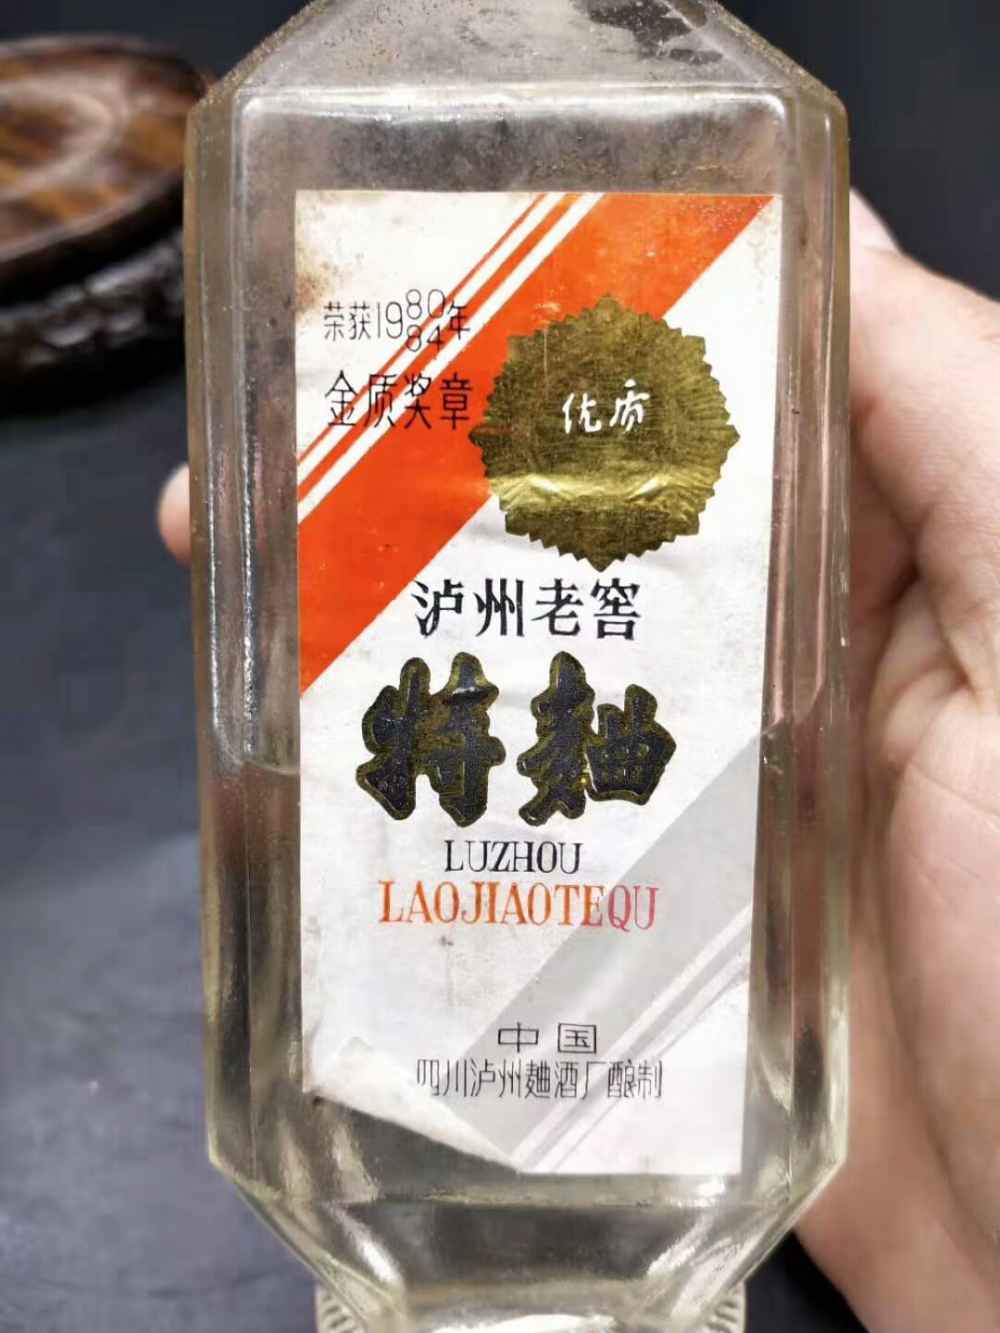 荣获1980 84年
金质奖章
优质
泸州老窖
特麯
LUZHOU
LAOJIAOTEQU
中国
四川泸州麯酒厂酿制